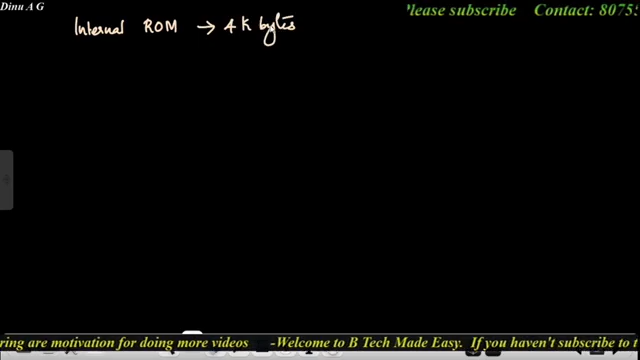 Dinu A G
Please subscribe Contact: 8075
Internal ROM → 4 K bytes
ring are motivation for doing more videos -Welcome to B Tech Made Easy. If you haven't subscribe to t